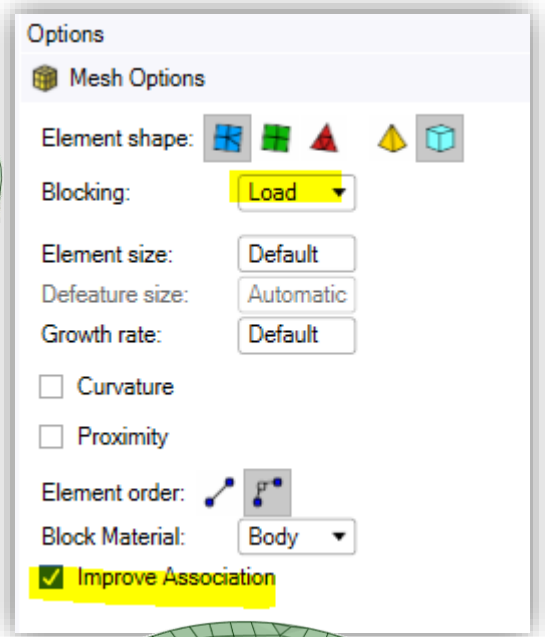 Options
Mesh Options
Element shape:
Blocking: Load
Element size: Default
Defeature size: Automatic
Growth rate: Default
Curvature
Proximity
Element order:
Block Material: Body
Improve Association